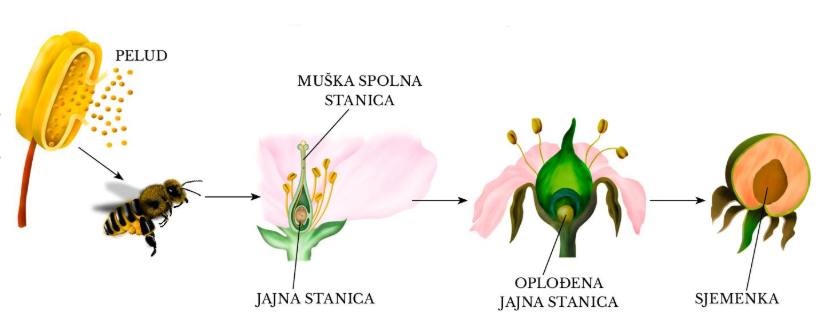 PELUD
MUŠKA SPOLNA
STANICA
JAJNA STANICA
OPLOĐENA
JAJNA STANICA
SJEMENKA